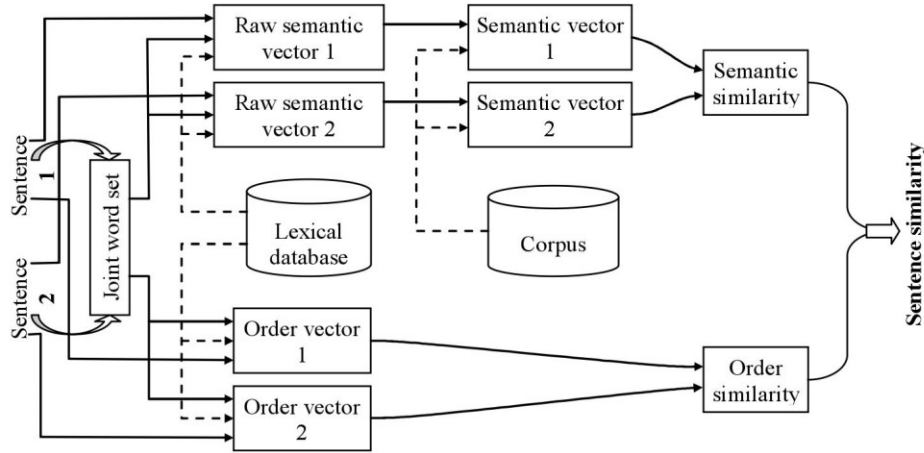 Raw semantic
vector 1
Semantic vector
1
Semantic
similarity
Raw semantic
vector 2
Semantic vector
2
Sentence
1
Joint word set
Sentence
2
Lexical
database
Corpus
Sentence similarity
Order vector
1
Order
similarity
Order vector
2